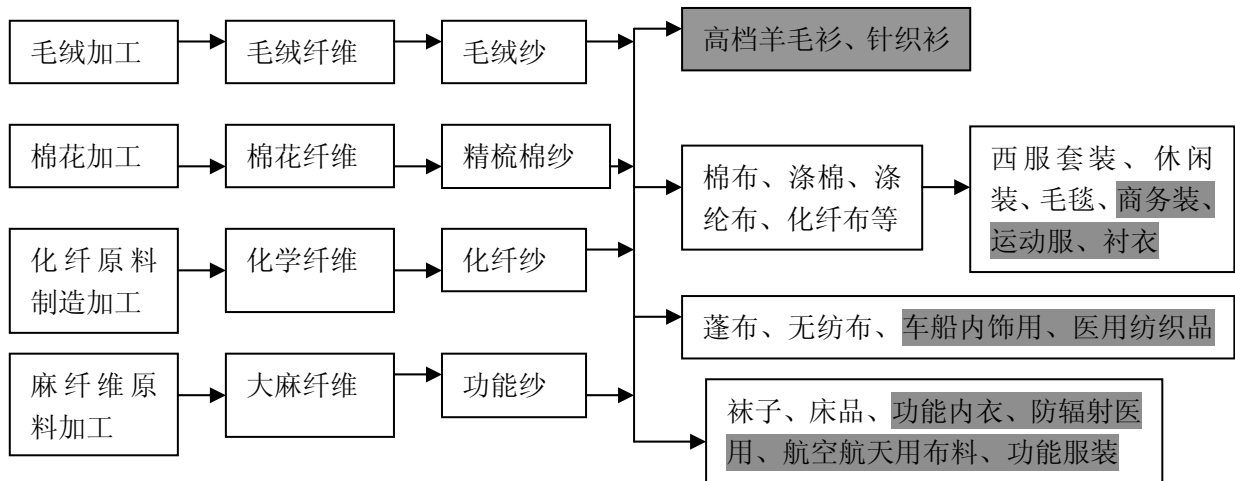 毛绒加工
毛绒纤维
毛绒纱
高档羊毛衫、针织衫
棉花加工
棉花纤维
精梳棉纱
棉布、涤棉、涤
纶布、化纤布等
西服套装、休闲
装、毛毯、商务装、
运动服、衬衣
化纤原料
制造加工
化学纤维
化纤纱
蓬布、无纺布、车船内饰用、医用纺织品
麻纤维原
料加工
大麻纤维
功能纱
袜子、床品、功能内衣、防辐射医
用、航空航天用布料、功能服装